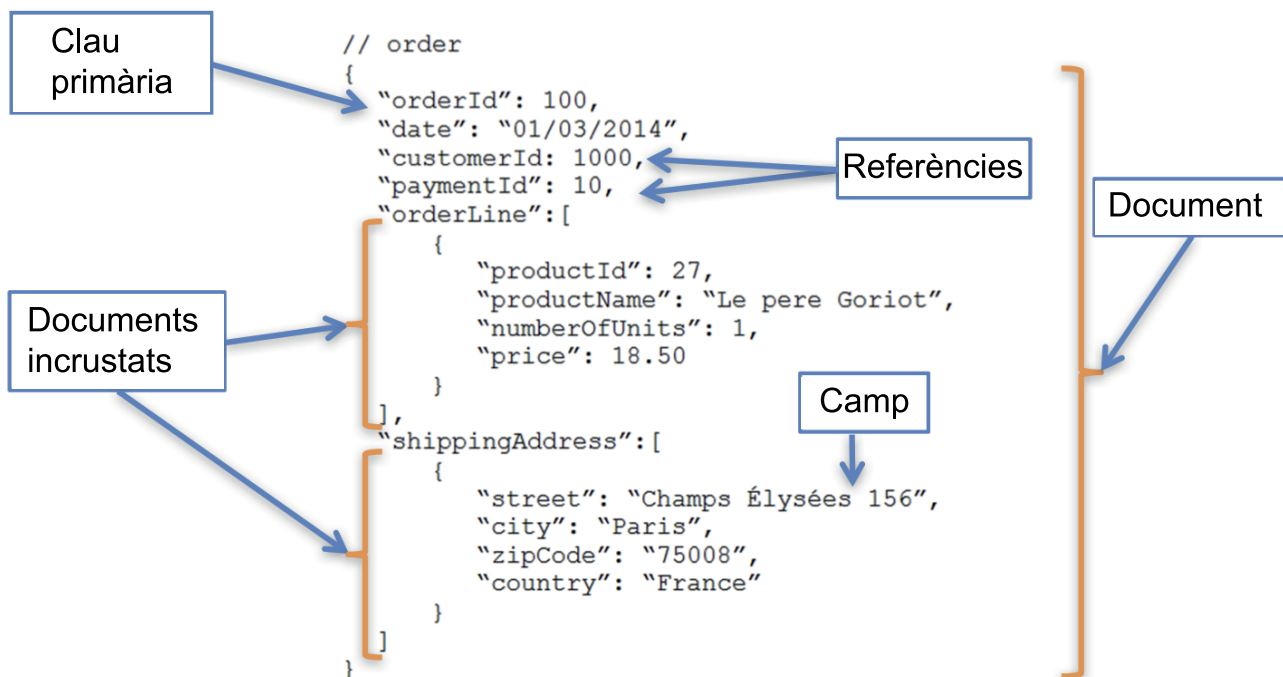 Clau
primària
// order
{
“orderId”: 100,
“date”: “01/03/2014”,
“customerId: 1000,
“paymentId”: 10,
“orderLine”:[
{
“productId”: 27,
“productName”: “Le pere Goriot”,
“numberOfUnits”: 1,
“price”: 18.50
}
],
“shippingAddress”:[
{
“street”: “Champs Élysées 156”,
“city”: “Paris”,
“zipCode”: “75008”,
“country”: “France”
}
]
}
Referències
Document
Documents
incrustats
Camp